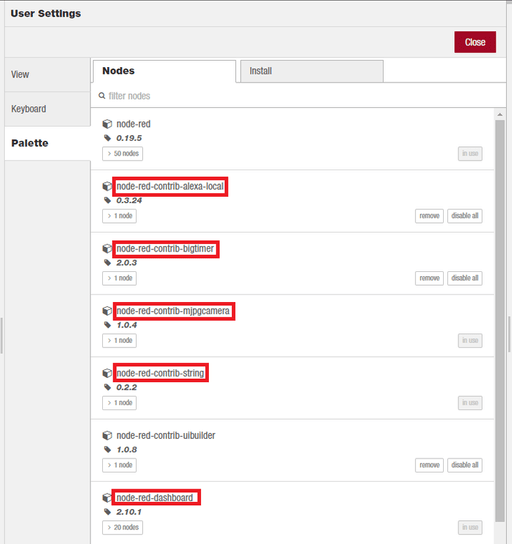 User Settings
Close
View
Keyboard
Palette
Nodes
Install
filter nodes
node-red
0.19.5
> 50 nodes
in use
node-red-contrib-alexa-local
0.3.24
> 1 node
remove
disable all
node-red-contrib-bigtimer
2.0.3
> 1 node
remove
disable all
node-red-contrib-mjpgcamera
1.0.4
> 1 node
in use
node-red-contrib-string
0.2.2
> 1 node
in use
node-red-contrib-uibuilder
1.0.8
> 1 node
remove
disable all
node-red-dashboard
2.10.1
> 20 nodes
in use